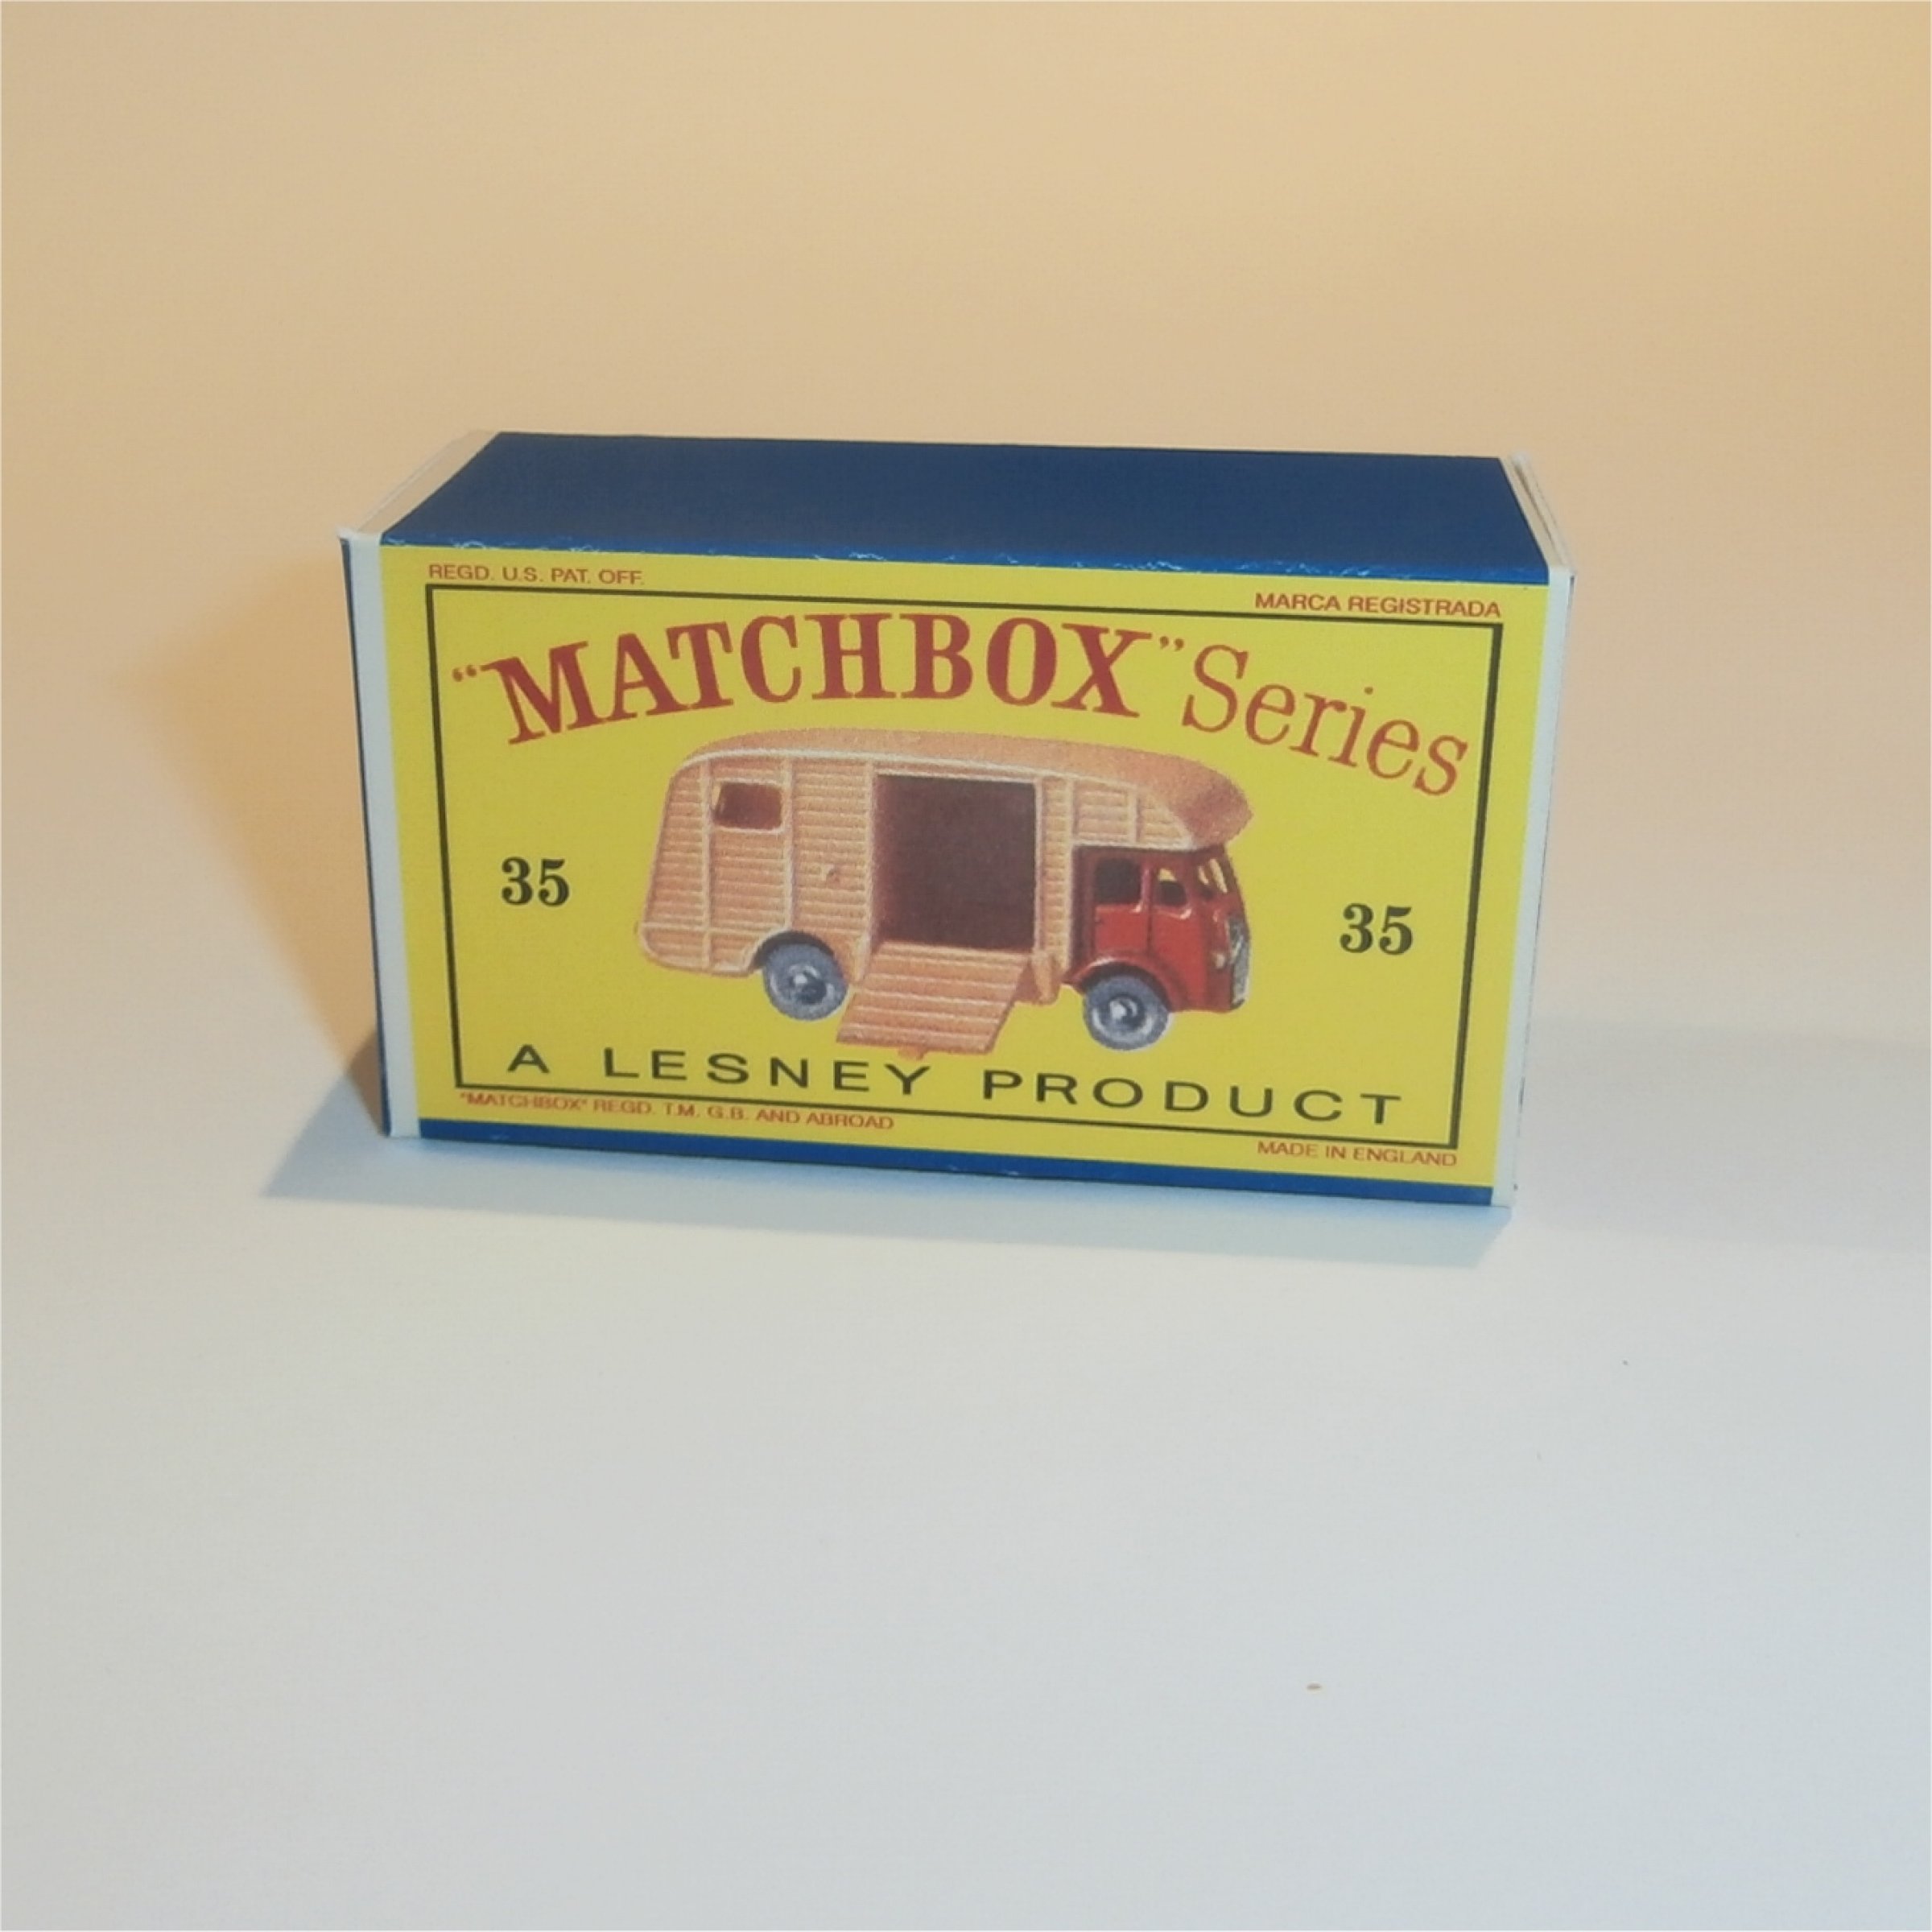 REGD. U.S. PAT. OFF.
MARCA REGISTRADA
“MATCHBOX” Series
35
35
A LESNEY PRODUCT
"MATCHBOX" REGD. T.M. G.B. AND ABROAD
MADE IN ENGLAND